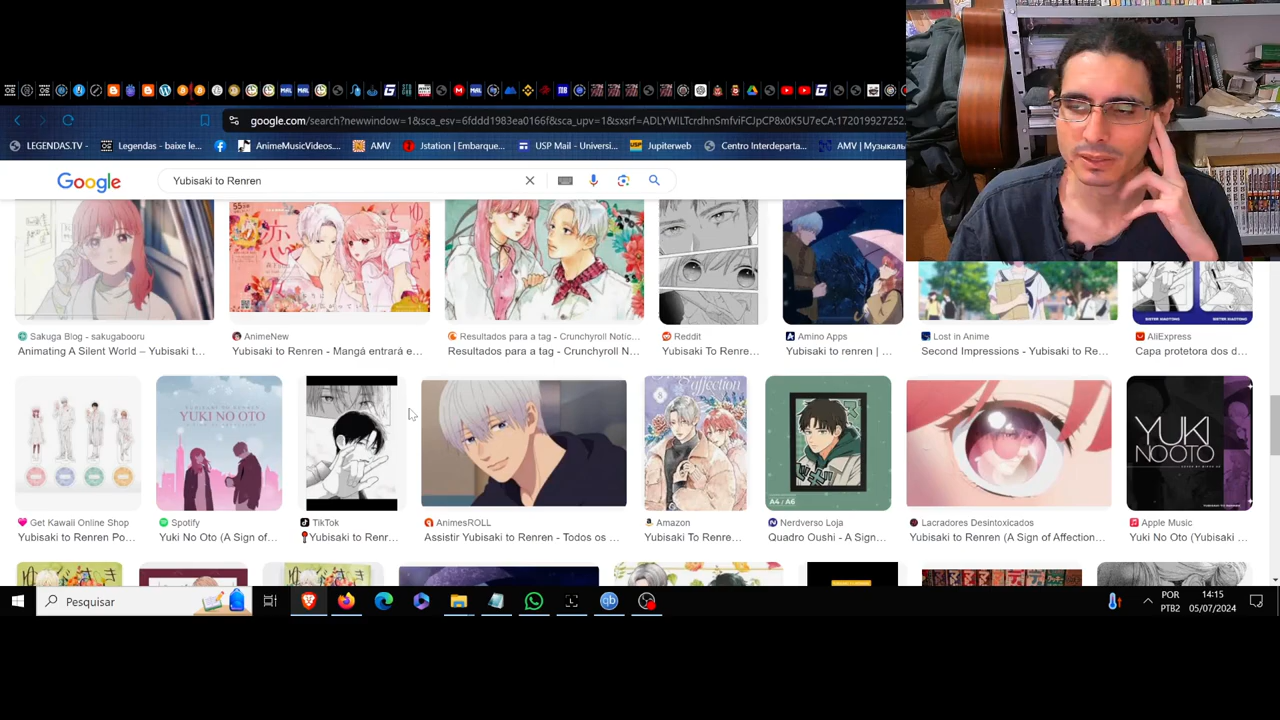 google.com/search?newwindow=1&sca_esv=6fddd1983ea0166f&sca_upv=1&sxsrf=ADLYWILTcrdhnSmfviFCJpCP8x0K5U7eCA:172019927252
LEGENDAS.TV -
Legendas - baixe le...
AnimeMusicVideos....
AMV
Jstation | Embarque...
USP Mail - Universi...
Jupiterweb
Centro Interdeparta...
AMV | Музыкаль
Google
Yubisaki to Renren
Sakuga Blog - sakugabooru
Animating A Silent World – Yubisaki t...
AnimeNew
Yubisaki to Renren - Mangá entrará e...
Resultados para a tag - Crunchyroll Notic...
Resultados para a tag - Crunchyroll N...
Reddit
Yubisaki To Renre...
Amino Apps
Yubisaki to renren | ...
Lost in Anime
Second Impressions - Yubisaki to Re...
AliExpress
Capa protetora dos d...
YUKI NO OTO
affection
8
A4 / A6
YUKI
NOOTO
Get Kawaii Online Shop
Yubisaki to Renren Po...
Spotify
Yuki No Oto (A Sign of...
TikTok
Yubisaki to Renr...
AnimesROLL
Assistir Yubisaki to Renren - Todos os ...
Amazon
Yubisaki To Renre...
Nerdverso Loja
Quadro Oushi - A Sign...
Lacradores Desintoxicados
Yubisaki to Renren (A Sign of Affection...
Apple Music
Yuki No Oto (Yubisaki ...
Pesquisar
POR
PTB2
14:15
05/07/2024